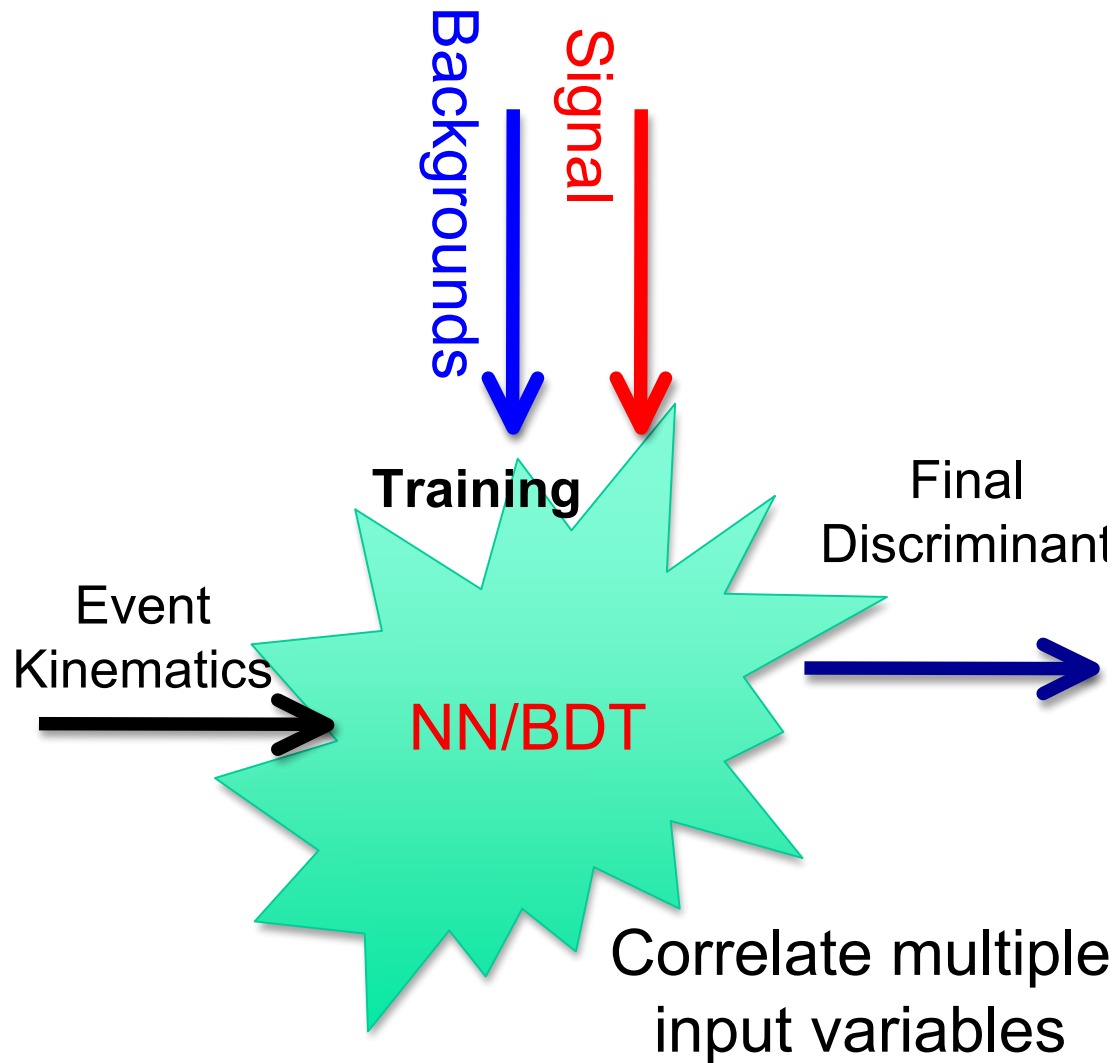 Backgrounds
Signal
Training
Final
Discriminant
Event
Kinematics
NN/BDT
Correlate multiple
input variables